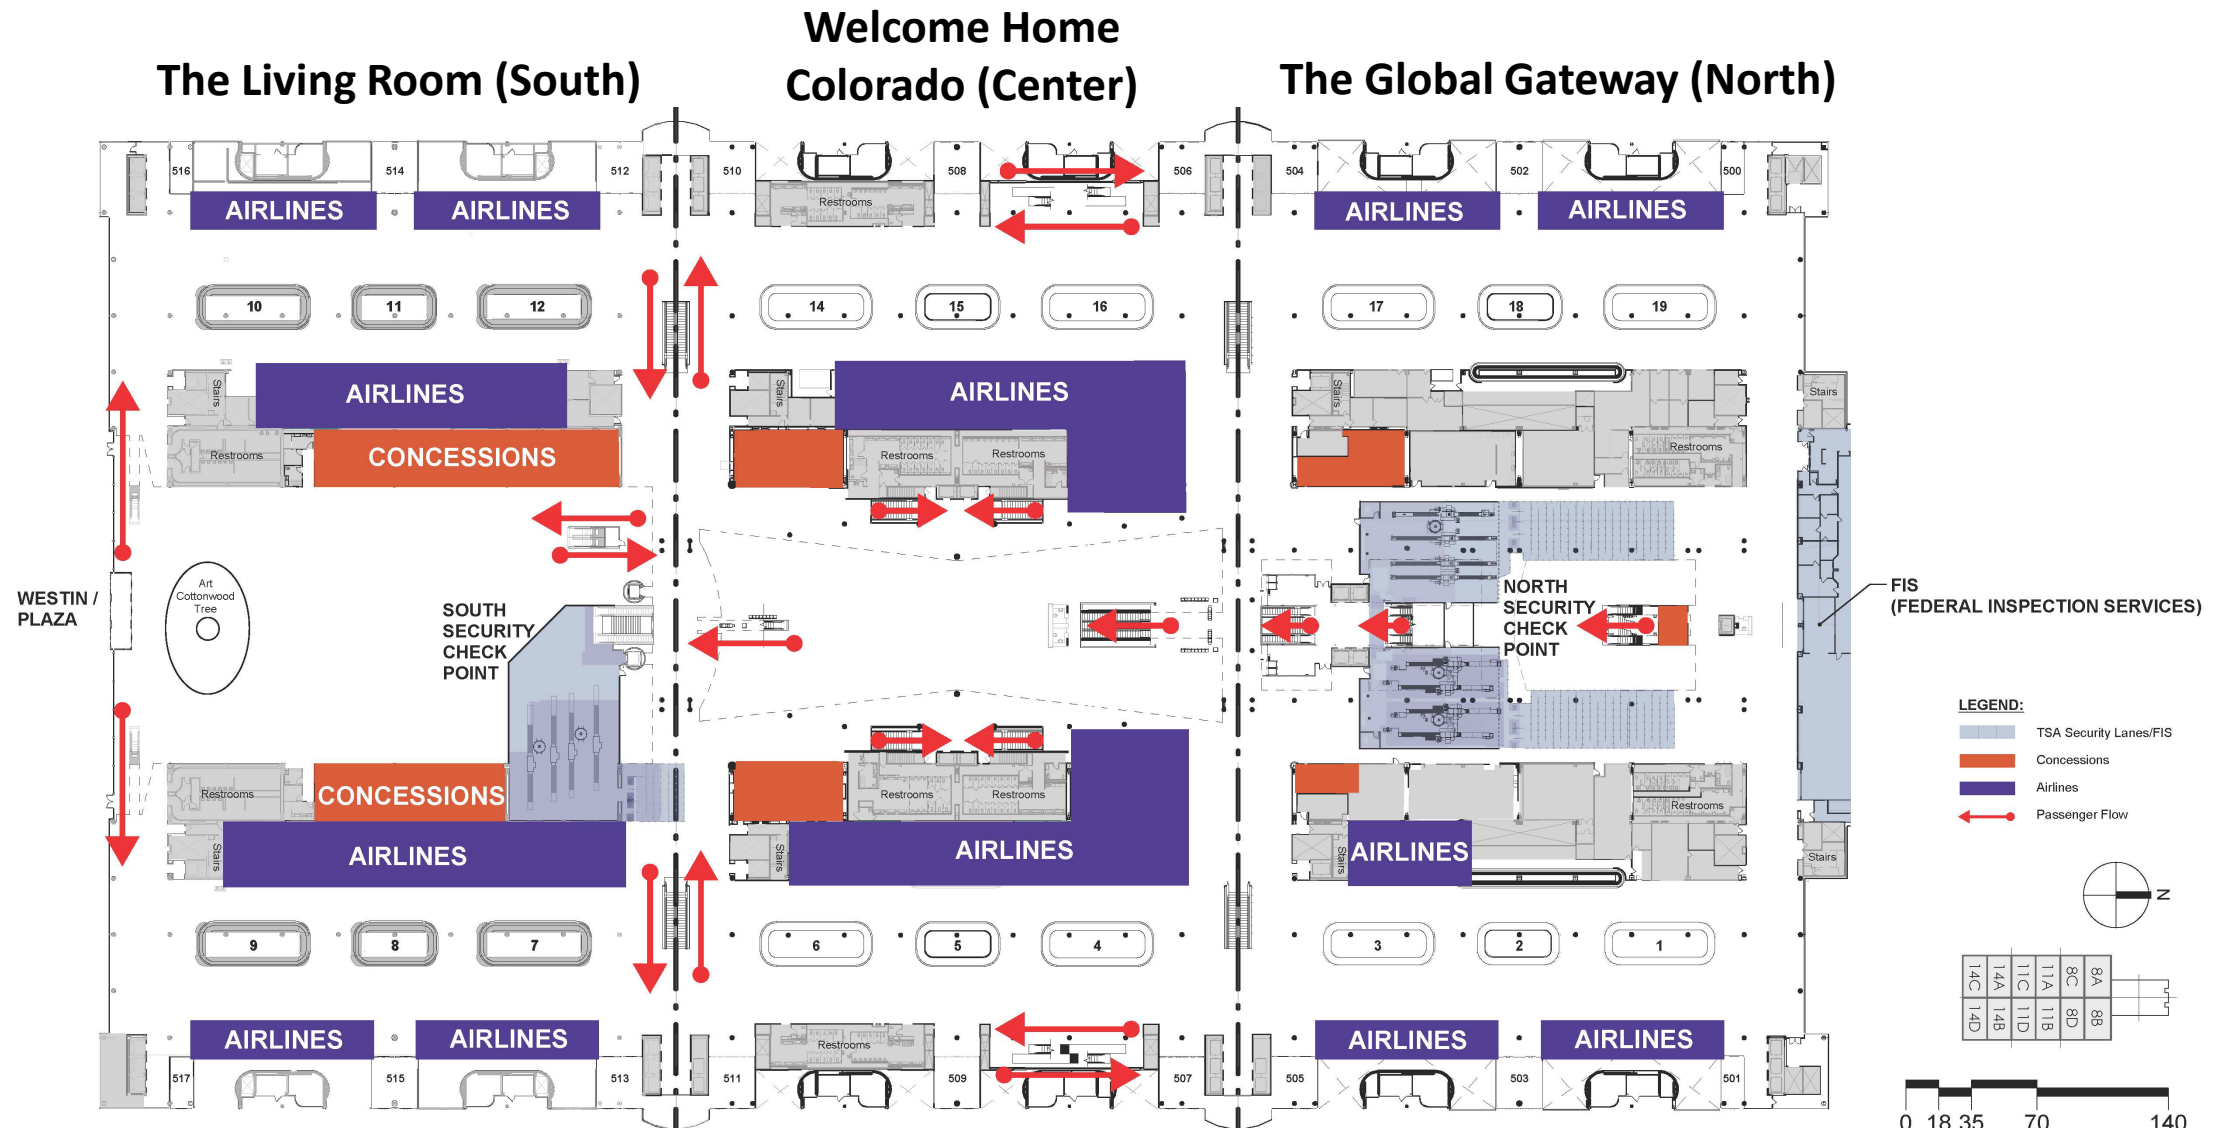 Welcome Home
Colorado (Center)
The Living Room (South)
The Global Gateway (North)
516
514
512
510
508
506
504
502
500
AIRLINES
AIRLINES
Restrooms
AIRLINES
AIRLINES
10
11
12
14
15
16
17
18
19
Stairs
AIRLINES
Stairs
AIRLINES
Stairs
Stairs
Restrooms
CONCESSIONS
Restrooms
Restrooms
Restrooms
WESTIN /
PLAZA
Art
Cottonwood
Tree
SOUTH
SECURITY
CHECK
POINT
NORTH
SECURITY
CHECK
POINT
FIS
(FEDERAL INSPECTION SERVICES)
LEGEND:
TSA Security Lanes/FIS
Concessions
Airlines
Passenger Flow
Restrooms
CONCESSIONS
Restrooms
Restrooms
Restrooms
Stairs
AIRLINES
Stairs
AIRLINES
Stairs
AIRLINES
Stairs
N
9
8
7
6
5
4
3
2
1
AIRLINES
AIRLINES
Restrooms
AIRLINES
AIRLINES
517
515
513
511
509
507
505
503
501
14C
14A
11C
11A
8C
8A
14D
14B
11D
11B
8D
8B
0 18 35 70 140